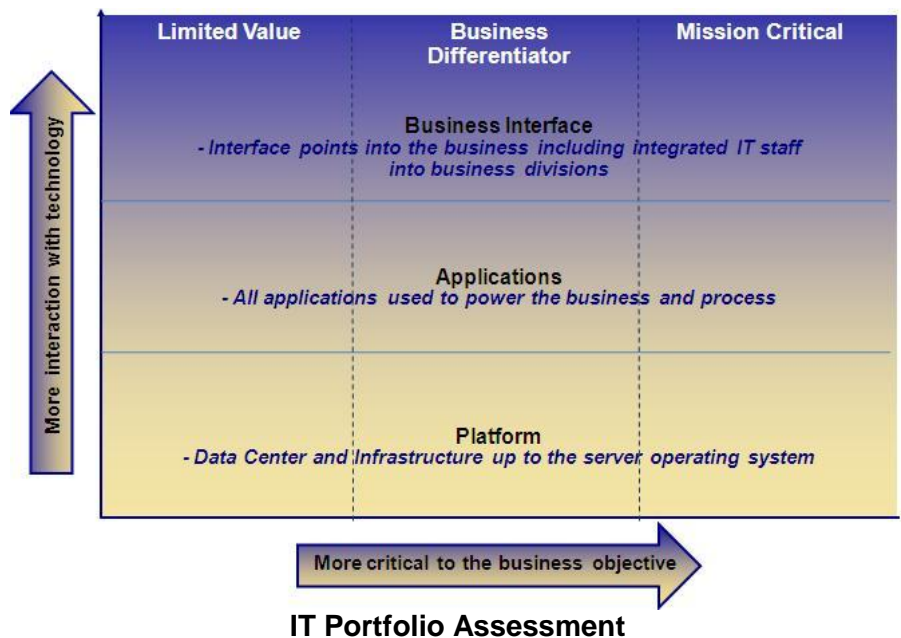 Limited Value
Business
Differentiator
Mission Critical
More interaction with technology
Business Interface
- Interface points into the business including integrated IT staff
into business divisions
Applications
- All applications used to power the business and process
Platform
- Data Center and Infrastructure up to the server operating system
More critical to the business objective
IT Portfolio Assessment